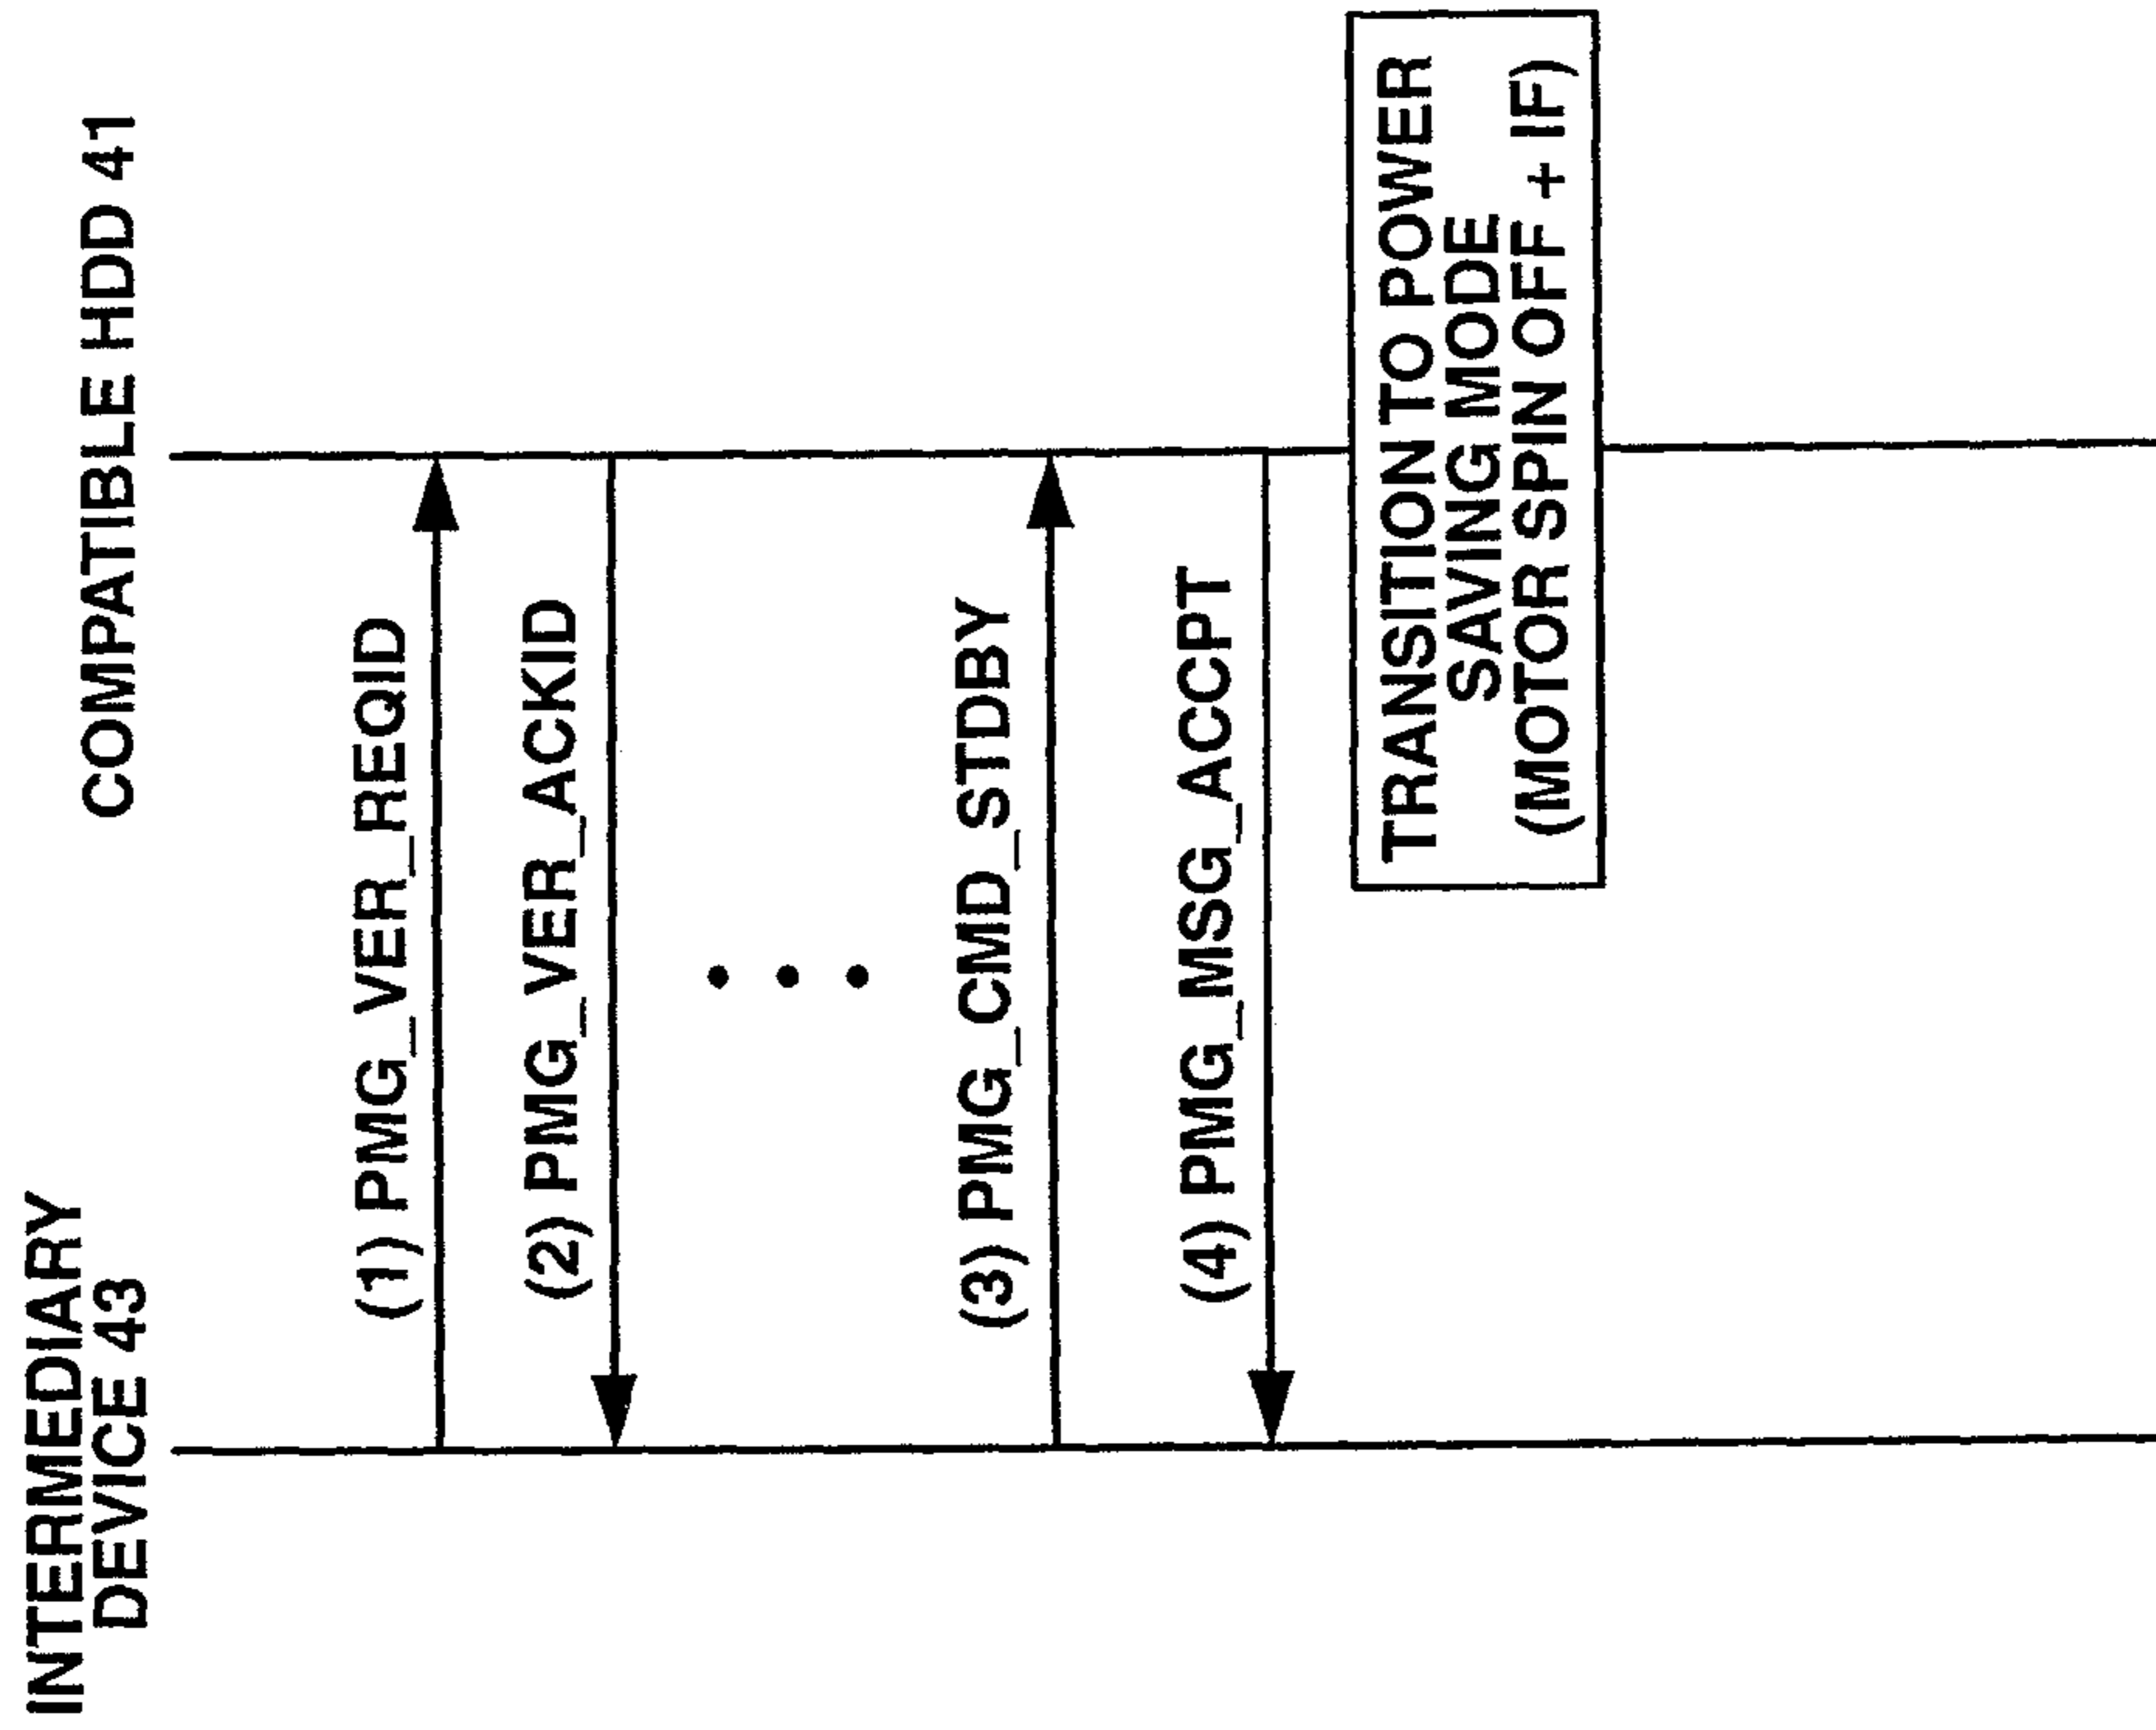 INTERMEDIARY
DEVICE 43
COMPATIBLE HDD 41
(1) PMG_VER_REQID
(2) PMG_VER_ACKID
(3) PMG_CMD_STDBY
(4) PMG_MSG_ACCPT
TRANSITION TO POWER
SAVING MODE
(MOTOR SPIN OFF + IF)